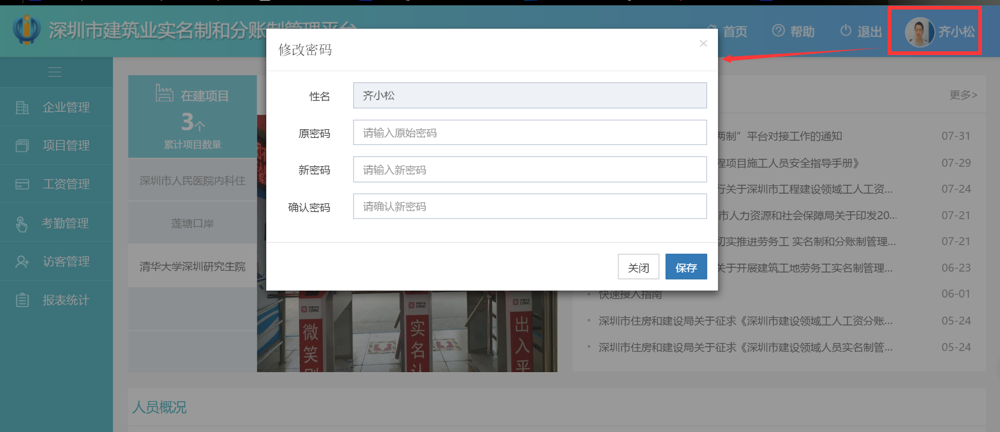 深圳市建筑业实名制和分账制管理平台
首页
帮助
退出
齐小松
修改密码
×
性名
齐小松
原密码
请输入原始密码
新密码
请输入新密码
确认密码
请确认新密码
关闭
保存
企业管理
项目管理
工资管理
考勤管理
访客管理
报表统计
在建项目
3个
累计项目数量
深圳市人民医院内科住
莲塘口岸
清华大学深圳研究生院
微笑
实名认
出入平
CRRC
CRRC
CRRC
更多>
两制”平台对接工作的通知
07-31
程项目施工人员安全指导手册》
07-29
行关于深圳市工程建设领域工人工资...
07-24
市人力资源和社会保障局关于印发20...
07-21
切实推进劳务工 实名制和分账制管理...
07-21
关于开展建筑工地劳务工实名制管理...
06-23
快速接入指南
06-01
深圳市住房和建设局关于征求《深圳市建设领域工人工资分账...
05-24
深圳市住房和建设局关于征求《深圳市建设领域人员实名制管...
05-24
人员概况